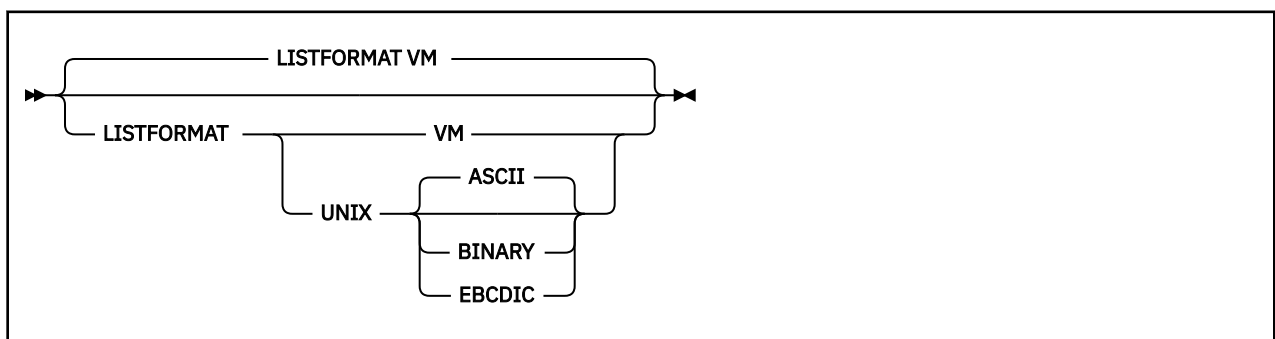 LISTFORMAT VM
LISTFORMAT VM
ASCII
UNIX
BINARY
EBCDIC